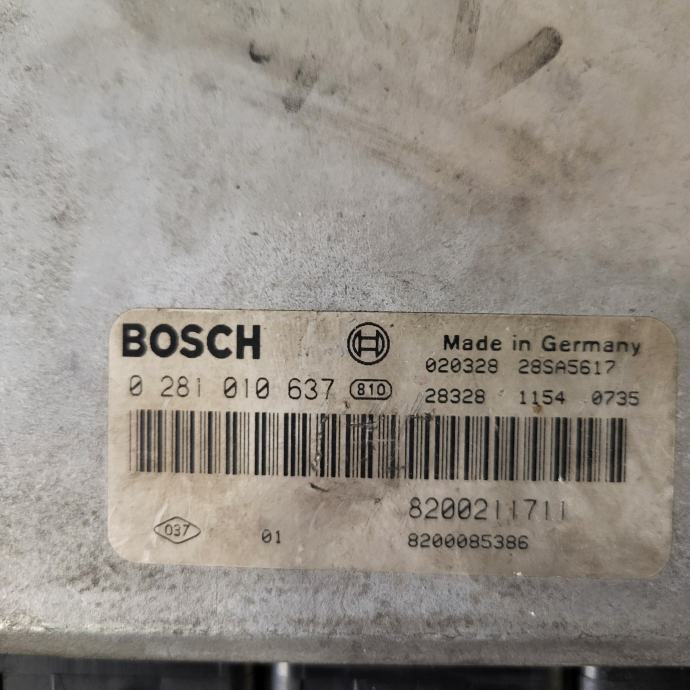 BOSCH
Made in Germany
020328 28SA5617
0 281 010 637 810
28328 1154 0735
8200211711
037 01
8200085386